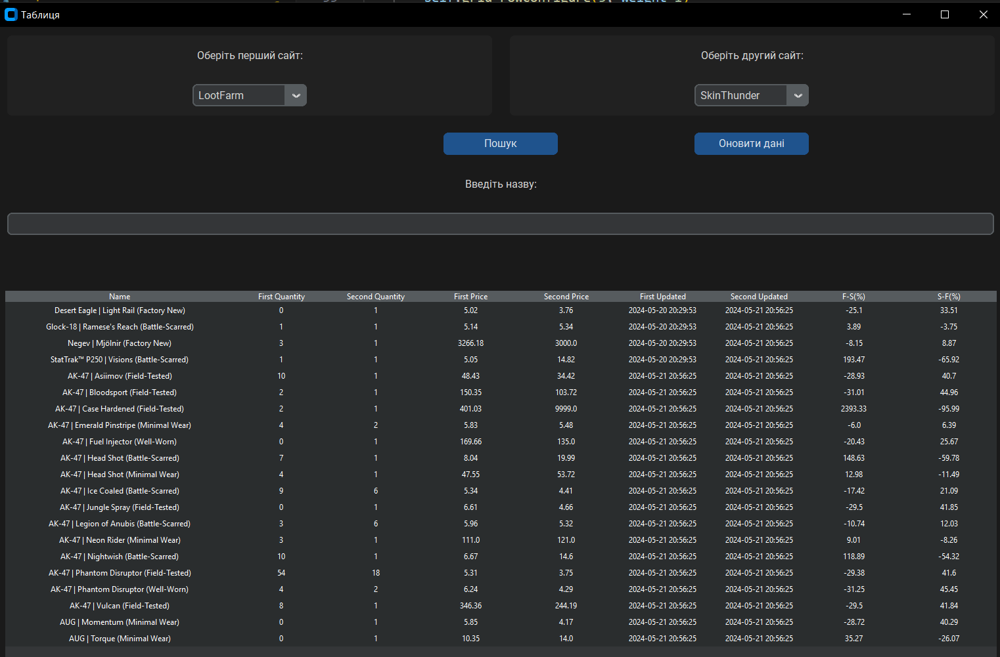 Таблиця
Оберіть перший сайт:
Оберіть другий сайт:
LootFarm
SkinThunder
Пошук
Оновити дані
Введіть назву:
Name First Quantity Second Quantity First Price Second Price First Updated Second Updated F-S(%) S-F(%)
Desert Eagle | Light Rail (Factory New) 0 1 5.02 3.76 2024-05-20 20:29:53 2024-05-21 20:56:25 -25.1 33.51
Glock-18 | Ramese's Reach (Battle-Scarred) 1 1 5.14 5.34 2024-05-20 20:29:53 2024-05-21 20:56:25 3.89 -3.75
Negev | Mjölnir (Factory New) 3 1 3266.18 3000.0 2024-05-20 20:29:53 2024-05-21 20:56:25 -8.15 8.87
StatTrak™ P250 | Visions (Battle-Scarred) 1 1 5.05 14.82 2024-05-20 20:29:53 2024-05-21 20:56:25 193.47 -65.92
AK-47 | Asiimov (Field-Tested) 10 1 48.43 34.42 2024-05-21 20:56:25 2024-05-21 20:56:25 -28.93 40.7
AK-47 | Bloodsport (Field-Tested) 2 1 150.35 103.72 2024-05-21 20:56:25 2024-05-21 20:56:25 -31.01 44.96
AK-47 | Case Hardened (Field-Tested) 2 1 401.03 9999.0 2024-05-21 20:56:25 2024-05-21 20:56:25 2393.33 -95.99
AK-47 | Emerald Pinstripe (Minimal Wear) 4 2 5.83 5.48 2024-05-21 20:56:25 2024-05-21 20:56:25 -6.0 6.39
AK-47 | Fuel Injector (Well-Worn) 0 1 169.66 135.0 2024-05-21 20:56:25 2024-05-21 20:56:25 -20.43 25.67
AK-47 | Head Shot (Battle-Scarred) 7 1 8.04 19.99 2024-05-21 20:56:25 2024-05-21 20:56:25 148.63 -59.78
AK-47 | Head Shot (Minimal Wear) 4 1 47.55 53.72 2024-05-21 20:56:25 2024-05-21 20:56:25 12.98 -11.49
AK-47 | Ice Coaled (Battle-Scarred) 9 6 5.34 4.41 2024-05-21 20:56:25 2024-05-21 20:56:25 -17.42 21.09
AK-47 | Jungle Spray (Field-Tested) 0 1 6.61 4.66 2024-05-21 20:56:25 2024-05-21 20:56:25 -29.5 41.85
AK-47 | Legion of Anubis (Battle-Scarred) 3 6 5.96 5.32 2024-05-21 20:56:25 2024-05-21 20:56:25 -10.74 12.03
AK-47 | Neon Rider (Minimal Wear) 3 1 111.0 121.0 2024-05-21 20:56:25 2024-05-21 20:56:25 9.01 -8.26
AK-47 | Nightwish (Battle-Scarred) 10 1 6.67 14.6 2024-05-21 20:56:25 2024-05-21 20:56:25 118.89 -54.32
AK-47 | Phantom Disruptor (Field-Tested) 54 18 5.31 3.75 2024-05-21 20:56:25 2024-05-21 20:56:25 -29.38 41.6
AK-47 | Phantom Disruptor (Well-Worn) 4 2 6.24 4.29 2024-05-21 20:56:25 2024-05-21 20:56:25 -31.25 45.45
AK-47 | Vulcan (Field-Tested) 8 1 346.36 244.19 2024-05-21 20:56:25 2024-05-21 20:56:25 -29.5 41.84
AUG | Momentum (Minimal Wear) 0 1 5.85 4.17 2024-05-21 20:56:25 2024-05-21 20:56:25 -28.72 40.29
AUG | Torque (Minimal Wear) 0 1 10.35 14.0 2024-05-21 20:56:25 2024-05-21 20:56:25 35.27 -26.07